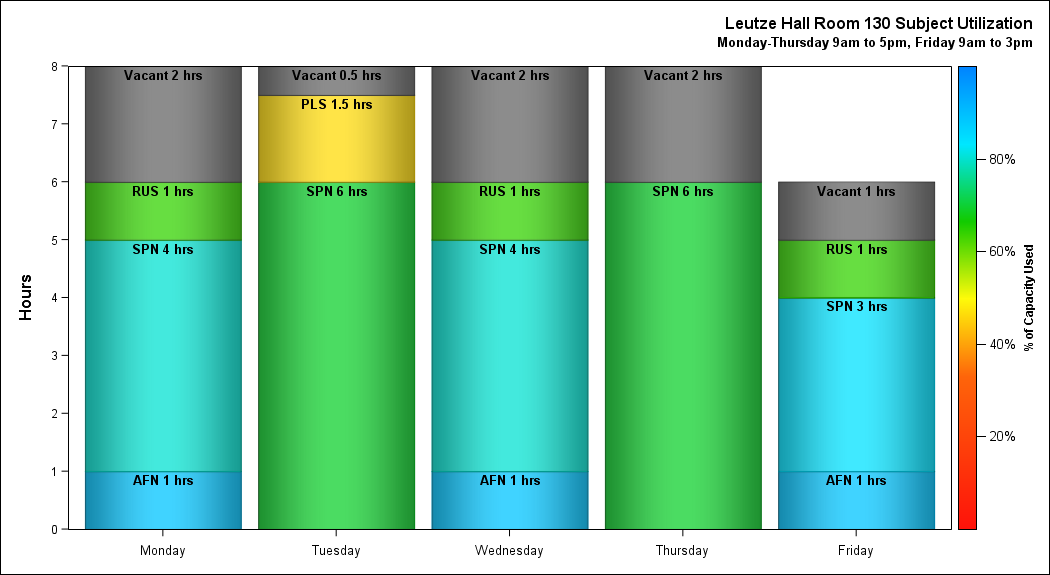 Leutze Hall Room 130 Subject Utilization
Monday-Thursday 9am to 5pm, Friday 9am to 3pm
Hours
8
7
6
5
4
3
2
1
0
Vacant 2 hrs
RUS 1 hrs
SPN 4 hrs
AFN 1 hrs
Vacant 0.5 hrs
PLS 1.5 hrs
SPN 6 hrs
Vacant 2 hrs
RUS 1 hrs
SPN 4 hrs
AFN 1 hrs
Vacant 2 hrs
SPN 6 hrs
Vacant 1 hrs
RUS 1 hrs
SPN 3 hrs
AFN 1 hrs
Monday
Tuesday
Wednesday
Thursday
Friday
80%
60%
40%
20%
% of Capacity Used